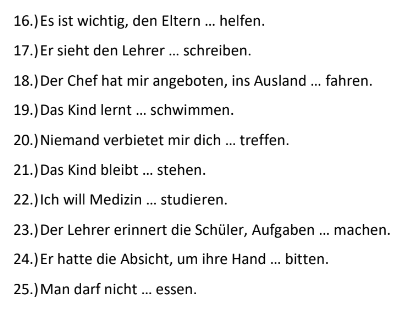 16.)Es ist wichtig, den Eltern … helfen.
17.)Er sieht den Lehrer … schreiben.
18.)Der Chef hat mir angeboten, ins Ausland … fahren.
19.)Das Kind lernt … schwimmen.
20.)Niemand verbietet mir dich … treffen.
21.)Das Kind bleibt … stehen.
22.)Ich will Medizin … studieren.
23.)Der Lehrer erinnert die Schüler, Aufgaben … machen.
24.)Er hatte die Absicht, um ihre Hand … bitten.
25.)Man darf nicht … essen.